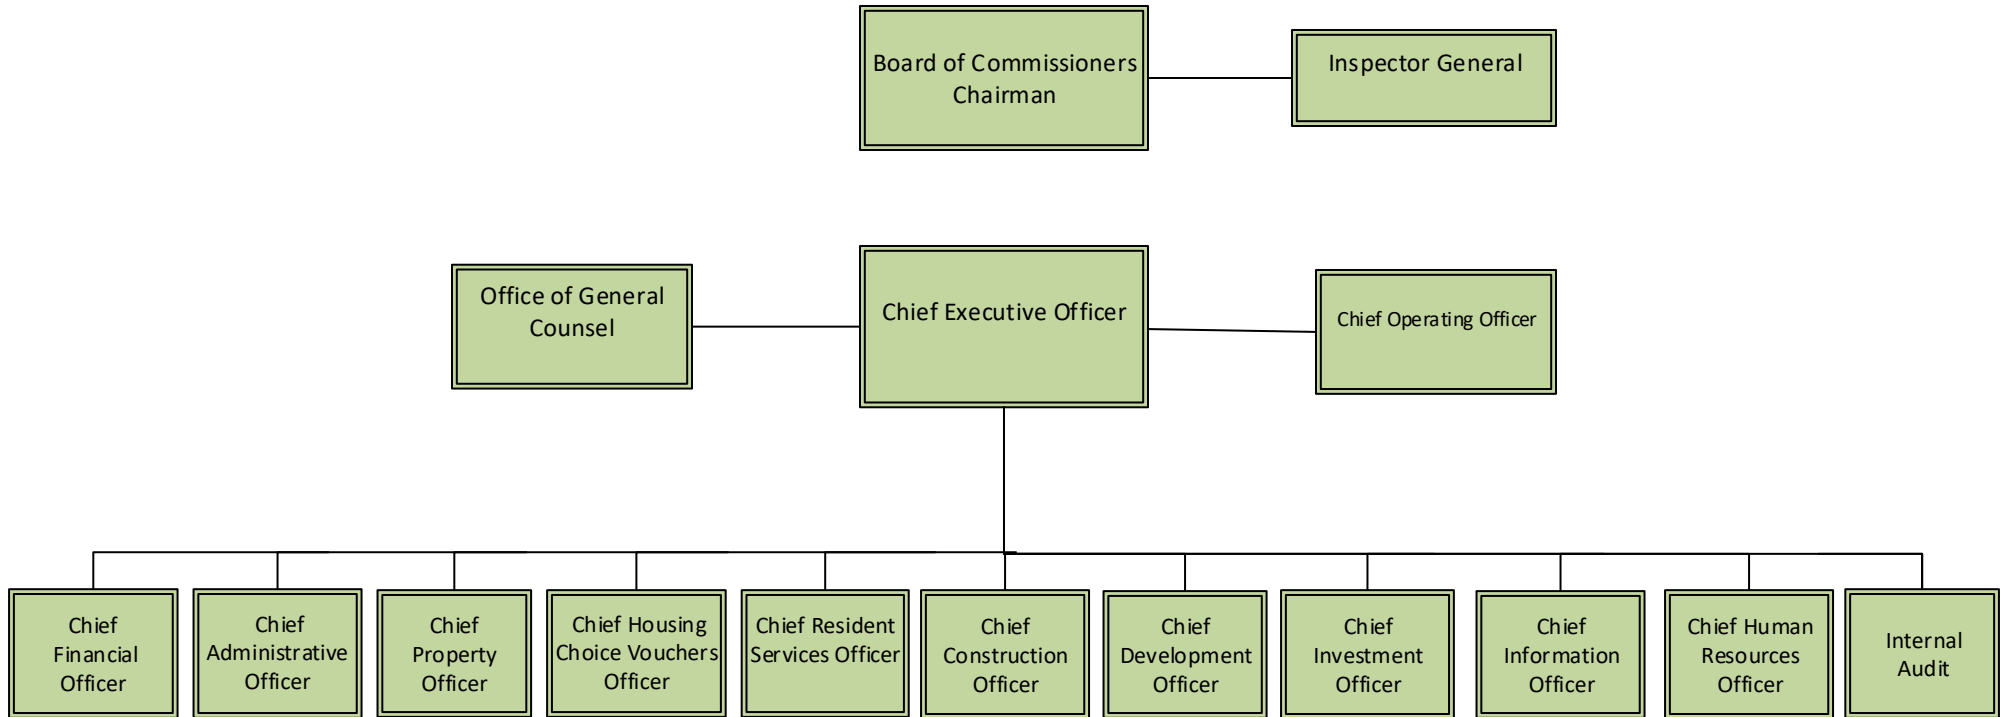 Board of Commissioners
Chairman
Inspector General
Office of General
Counsel
Chief Executive Officer
Chief Operating Officer
Chief
Financial
Officer
Chief
Administrative
Officer
Chief
Property
Officer
Chief Housing
Choice Vouchers
Officer
Chief Resident
Services Officer
Chief
Construction
Officer
Chief
Development
Officer
Chief
Investment
Officer
Chief
Information
Officer
Chief Human
Resources
Officer
Internal
Audit